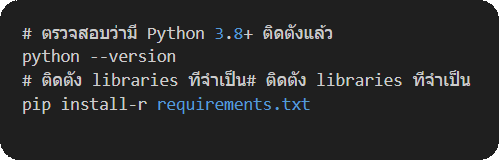 # ตรวจสอบว่ามี Python 3.8+ ติดตั้งแล้ว
python --version
# ติดตั้ง libraries ที่จำเป็น# ติดตั้ง libraries ที่จำเป็น
pip install-r requirements.txt